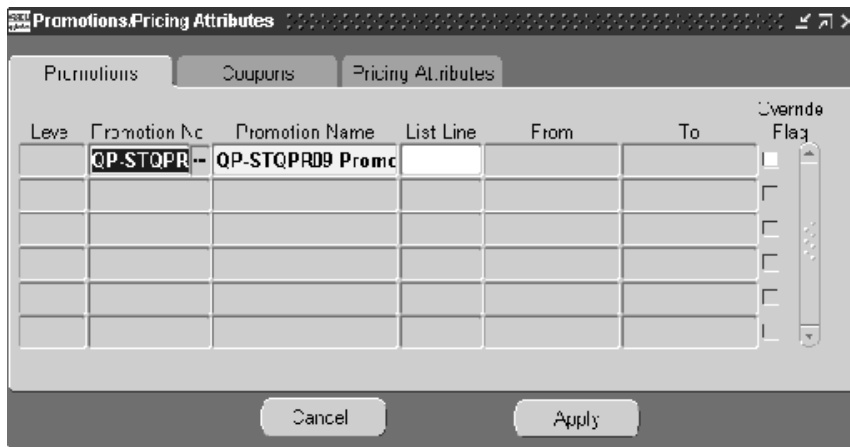 Promotions/Pricing Attributes
Promotions Coupons Pricing Attributes
Override
Level Promotion No Promotion Name List Line From To Flag
QP-STQPR ... QP-STQPR09 Promo
Cancel Apply